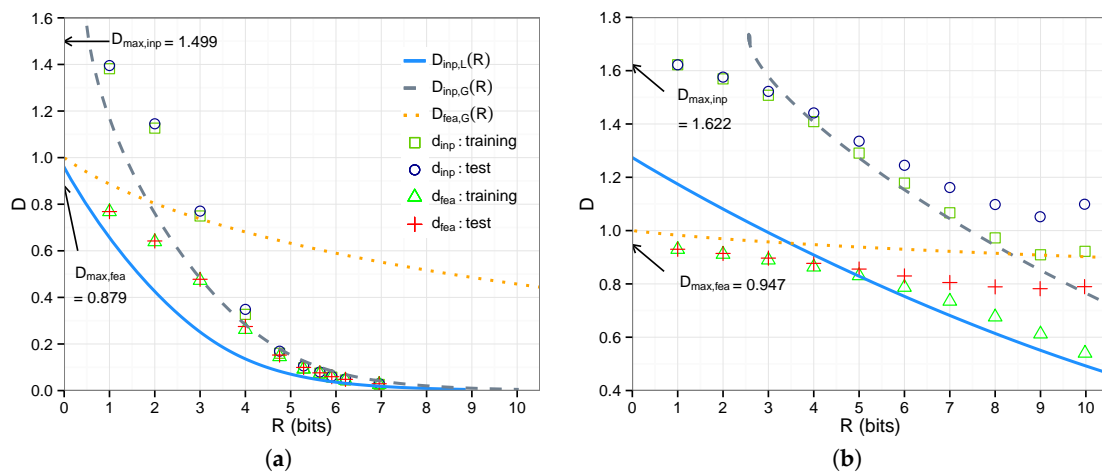 1.6
1.4
1.2
1.0
0.8
0.6
0.4
0.2
0.0
D
D_max,inp = 1.499
D_max,fea
= 0.879
D_inp,L(R)
D_inp,G(R)
D_fea,G(R)
d_inp : training
d_inp : test
d_fea : training
d_fea : test
0 1 2 3 4 5 6 7 8 9 10
R (bits)
(a)
1.8
1.6
1.4
1.2
1.0
0.8
0.6
0.4
D
D_max,inp
= 1.622
D_max,fea = 0.947
0 1 2 3 4 5 6 7 8 9 10
R (bits)
(b)